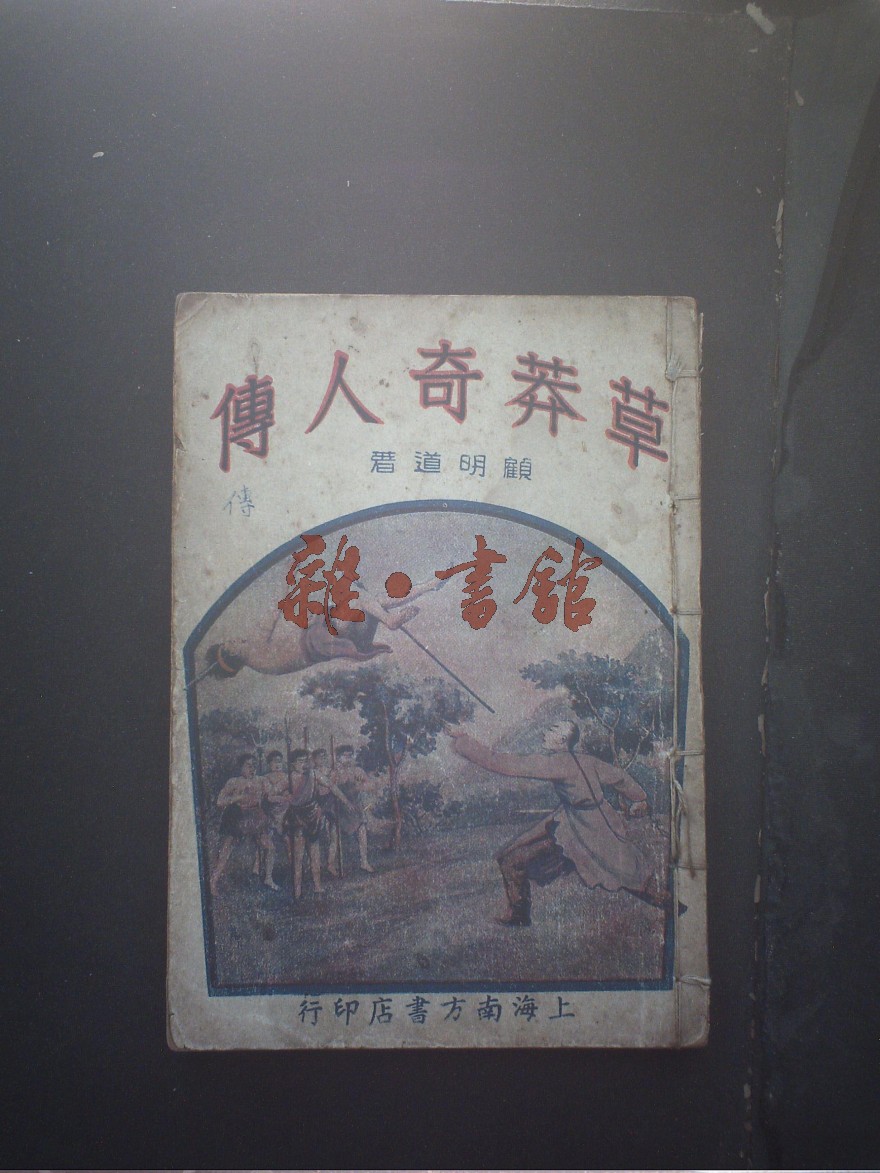 草莽奇人傳
顧明道著
傳
雜·書館
上海南方書店印行